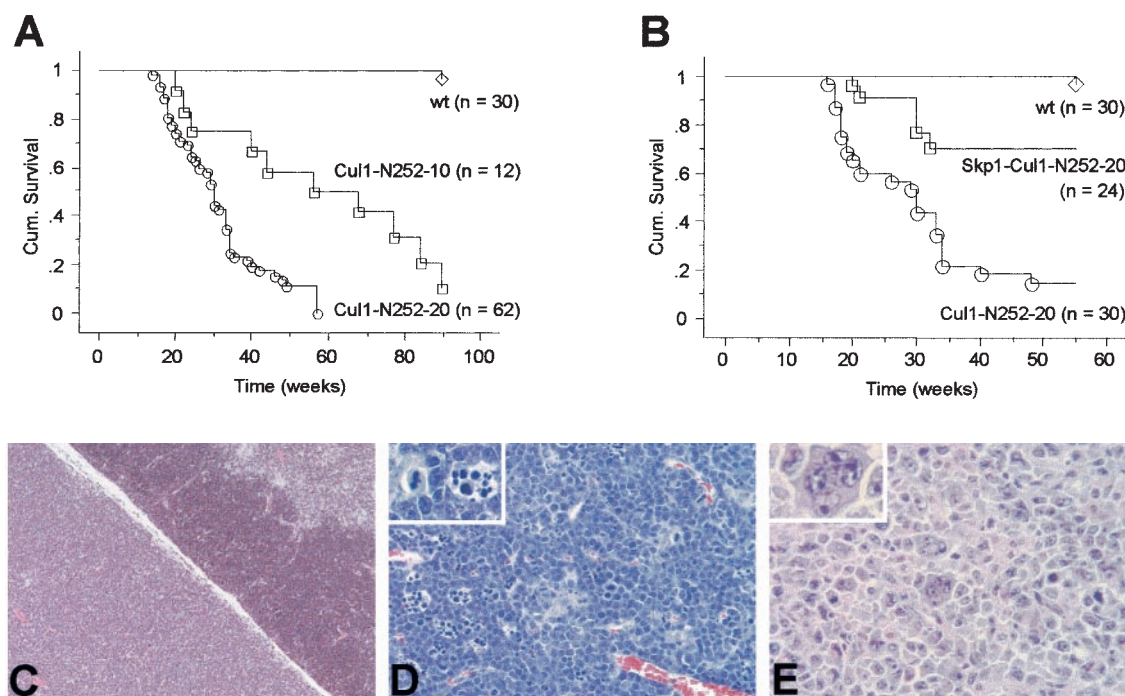 A
B
Cum. Survival
1
.8
.6
.4
.2
0
wt (n = 30)
Cul1-N252-10 (n = 12)
Cul1-N252-20 (n = 62)
0 20 40 60 80 100
Time (weeks)
Cum. Survival
1
.8
.6
.4
.2
0
wt (n = 30)
Skp1-Cul1-N252-20
(n = 24)
Cul1-N252-20 (n = 30)
0 10 20 30 40 50 60
Time (weeks)
C
D
E